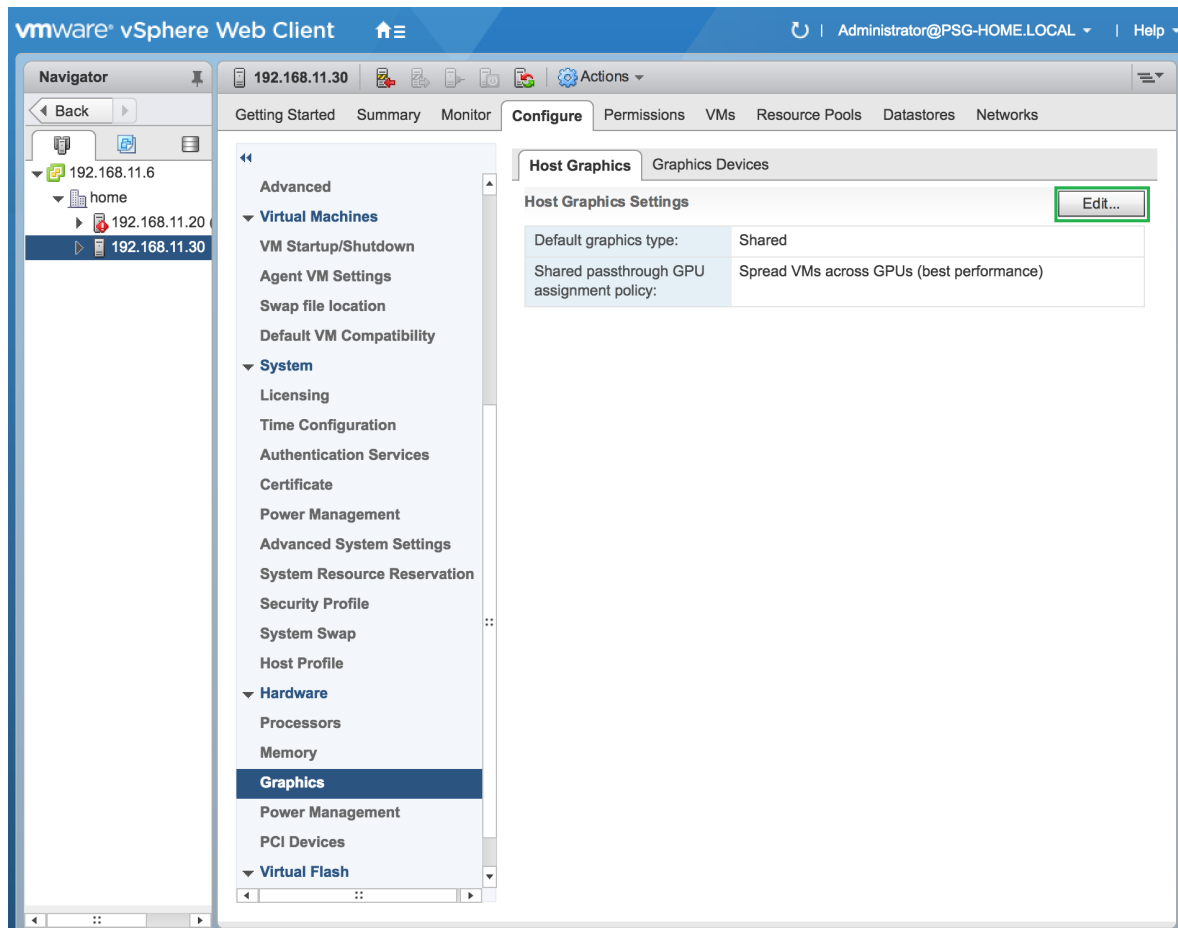 vmware® vSphere Web Client
Administrator@PSG-HOME.LOCAL
Help
Navigator
Back
192.168.11.6
home
192.168.11.20 (
192.168.11.30
192.168.11.30
Actions
Getting Started Summary Monitor Configure Permissions VMs Resource Pools Datastores Networks
Advanced
Virtual Machines
VM Startup/Shutdown
Agent VM Settings
Swap file location
Default VM Compatibility
System
Licensing
Time Configuration
Authentication Services
Certificate
Power Management
Advanced System Settings
System Resource Reservation
Security Profile
System Swap
Host Profile
Hardware
Processors
Memory
Graphics
Power Management
PCI Devices
Virtual Flash
Host Graphics Graphics Devices
Host Graphics Settings
Edit...
Default graphics type: Shared
Shared passthrough GPU Spread VMs across GPUs (best performance)
assignment policy: